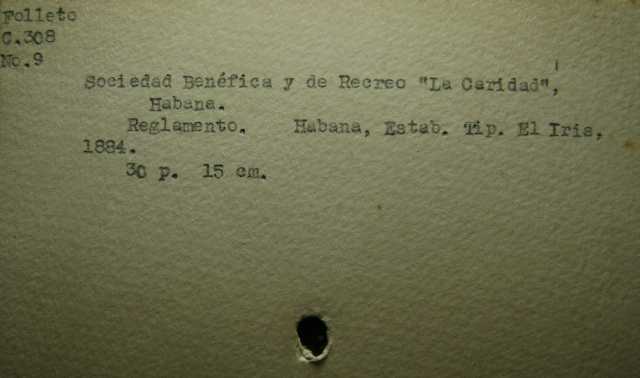 Folleto
C.308
No.9
Sociedad Benéfica y de Recreo "La Caridad",
Habana.
Reglamento. Habana, Estab. Tip. El Iris,
1884.
30 p. 15 cm.